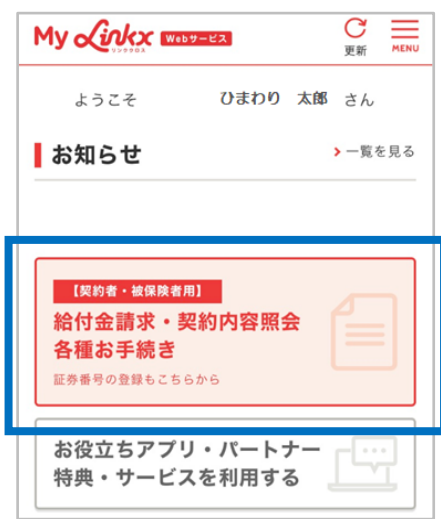 My Linkx Webサービス
リンククロス
更新
MENU
ようこそ ひまわり 太郎 さん
お知らせ
一覧を見る
【契約者・被保険者用】
給付金請求・契約内容照会
各種お手続き
証券番号の登録もこちらから
お役立ちアプリ・パートナー
特典・サービスを利用する